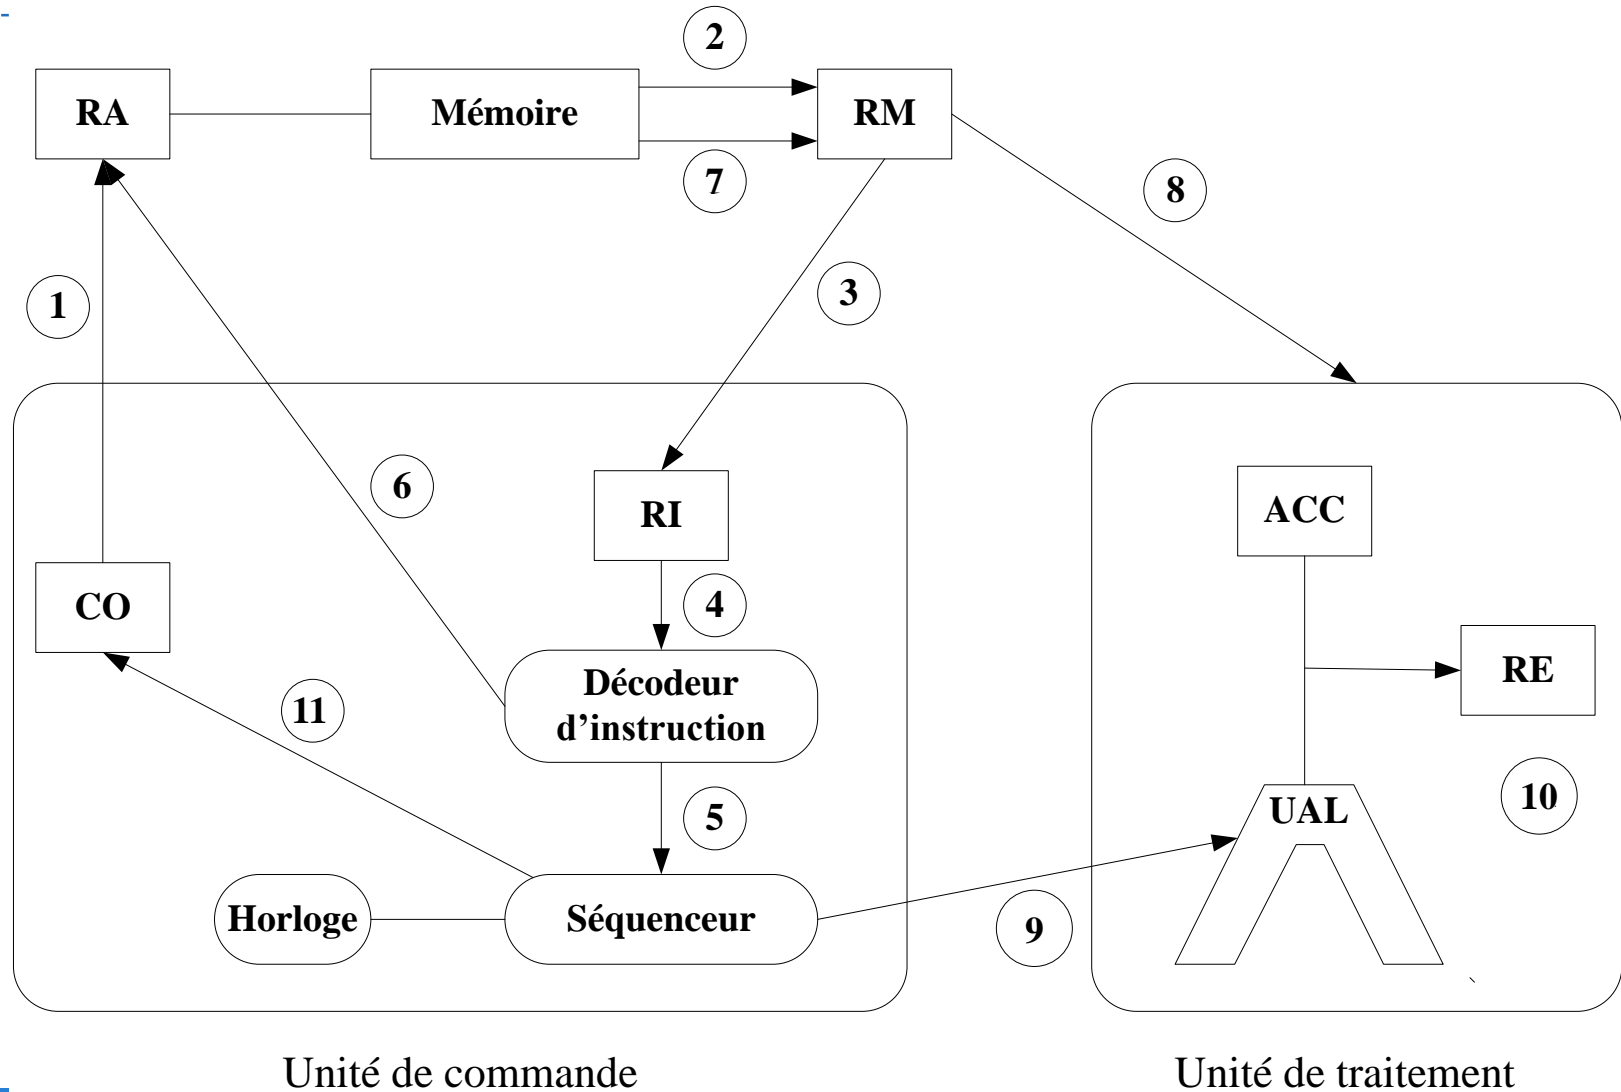 2
RA
Mémoire
RM
7
8
1
3
6
RI
ACC
CO
4
RE
Décodeur
d’instruction
11
10
5
UAL
Horloge
Séquenceur
9
Unité de commande
Unité de traitement